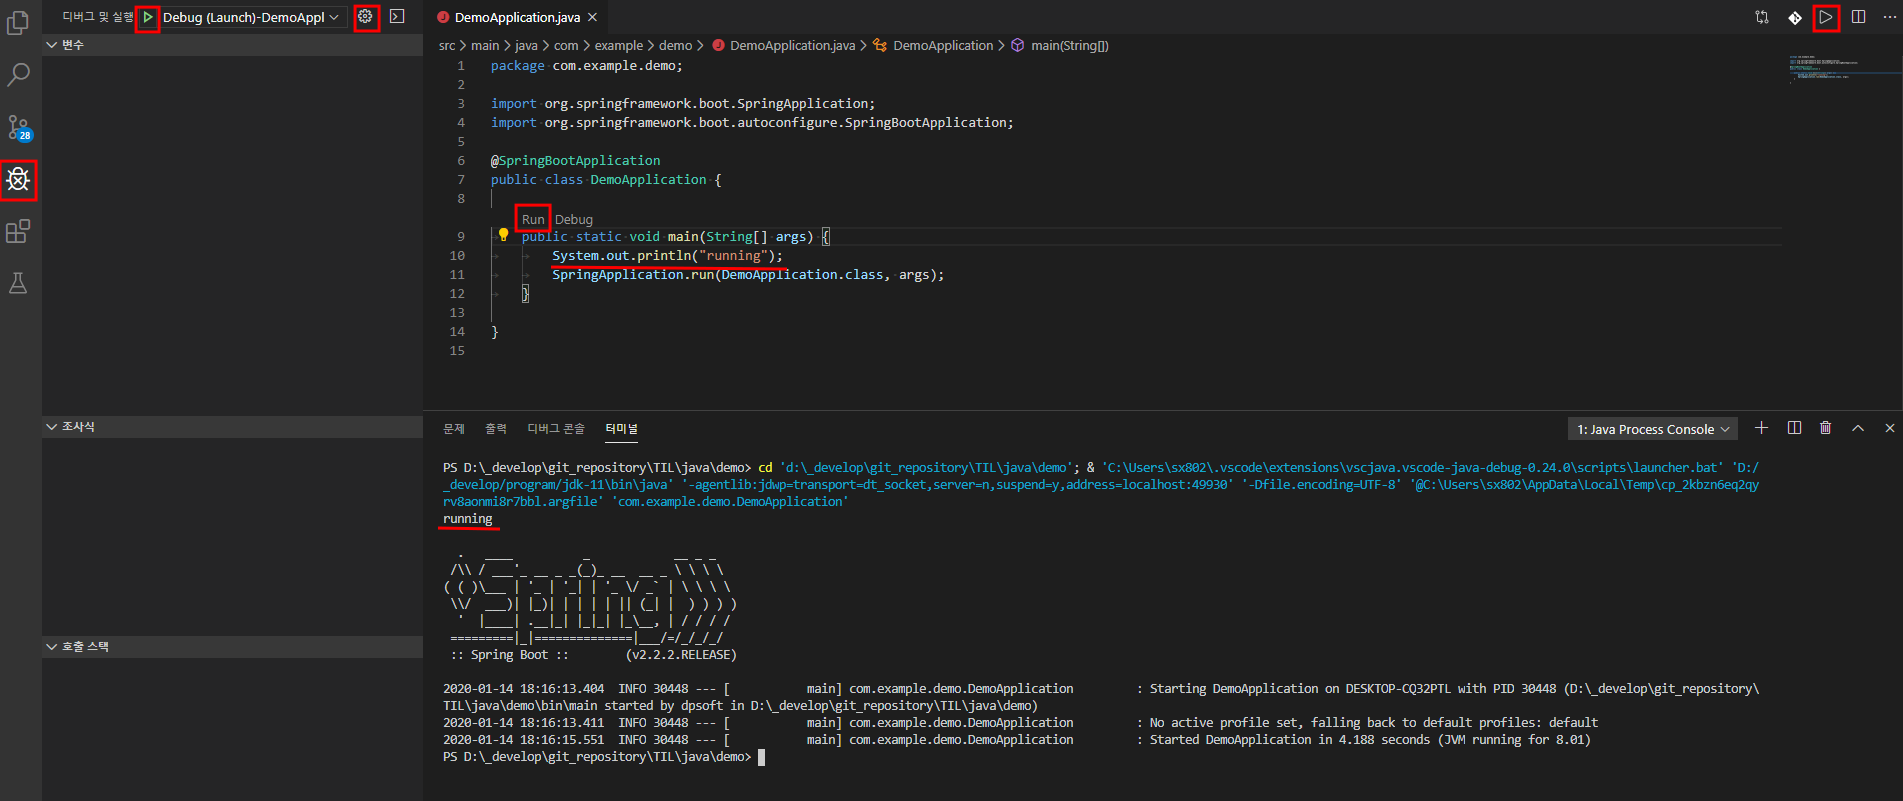 디버그 및 실행 Debug (Launch)-DemoAppl
변수
조사식
호출 스택
28
DemoApplication.java
src > main > java > com > example > demo > DemoApplication.java > DemoApplication > main(String[])
1 package com.example.demo;
2
3 import org.springframework.boot.SpringApplication;
4 import org.springframework.boot.autoconfigure.SpringBootApplication;
5
6 @SpringBootApplication
7 public class DemoApplication {
8
Run | Debug
9 public static void main(String[] args) {
10 System.out.println("running");
11 SpringApplication.run(DemoApplication.class, args);
12 }
13
14 }
15
문제 출력 디버그 콘솔 터미널 1: Java Process Console
PS D:\_develop\git_repository\TIL\java\demo> cd 'd:\_develop\git_repository\TIL\java\demo'; & 'C:\Users\sx802\.vscode\extensions\vscjava.vscode-java-debug-0.24.0\scripts\launcher.bat' 'D:/
_develop/program/jdk-11\bin\java' '-agentlib:jdwp=transport=dt_socket,server=n,suspend=y,address=localhost:49930' '-Dfile.encoding=UTF-8' '@C:\Users\sx802\AppData\Local\Temp\cp_2kbzn6eq2qy
rv8aonmi8r7bbl.argfile' 'com.example.demo.DemoApplication'
running
Spring
:: Spring Boot :: (v2.2.2.RELEASE)
2020-01-14 18:16:13.404 INFO 30448 --- [ main] com.example.demo.DemoApplication : Starting DemoApplication on DESKTOP-CQ32PTL with PID 30448 (D:\_develop\git_repository\
TIL\java\demo\bin\main started by dpsoft in D:\_develop\git_repository\TIL\java\demo)
2020-01-14 18:16:13.411 INFO 30448 --- [ main] com.example.demo.DemoApplication : No active profile set, falling back to default profiles: default
2020-01-14 18:16:15.551 INFO 30448 --- [ main] com.example.demo.DemoApplication : Started DemoApplication in 4.188 seconds (JVM running for 8.01)
PS D:\_develop\git_repository\TIL\java\demo>